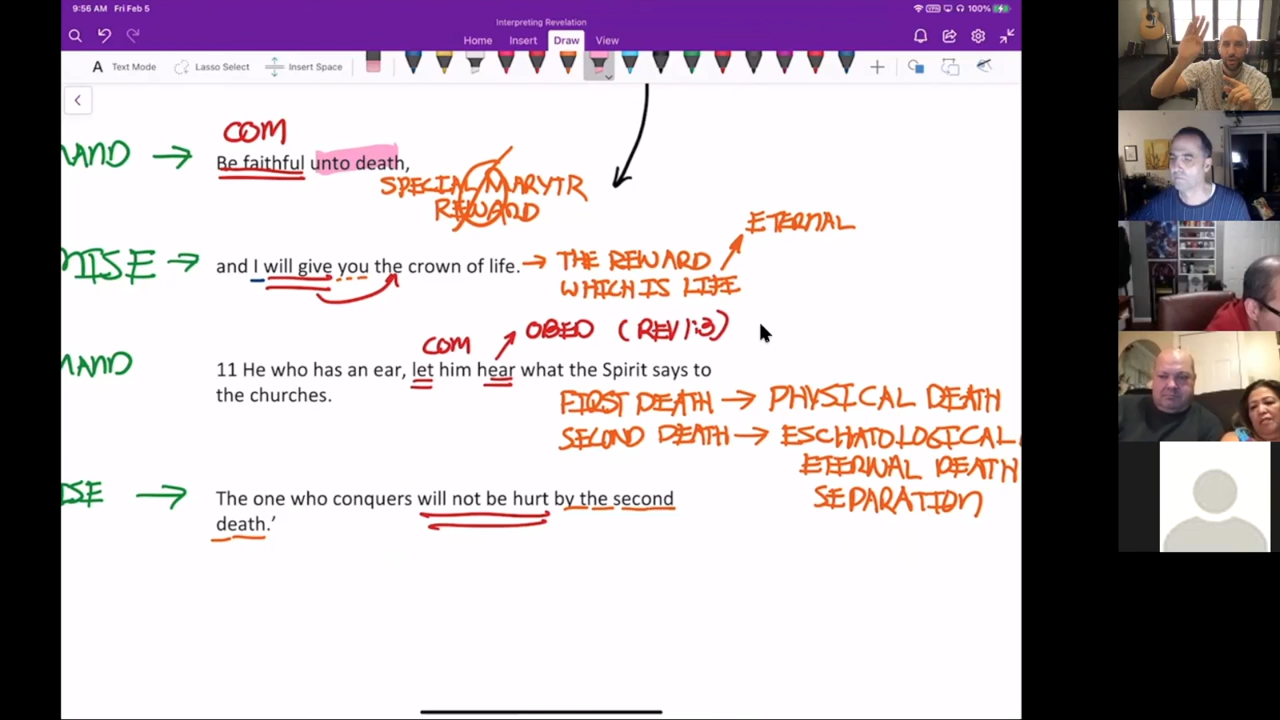 9:56 AM Fri Feb 5
100%
Interpreting Revelation
Home Insert Draw View
A Text Mode Lasso Select Insert Space
COM
MAND → Be faithful unto death,
SPECIAL MARYTR
REWARD
ETERNAL
MISE → and I will give you the crown of life. → THE REWARD
WHICH IS LIFE
COM OBED (REV 1:3)
MAND 11 He who has an ear, let him hear what the Spirit says to
the churches.
FIRST DEATH → PHYSICAL DEATH
SECOND DEATH → ESCHATOLOGICAL
ETERNAL DEATH
SEPARATION
ISE → The one who conquers will not be hurt by the second
death.’